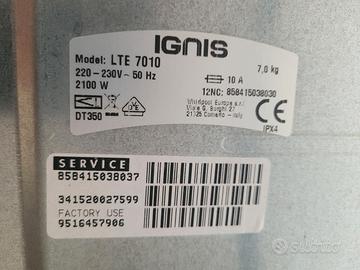 IGNIS
Model: LTE 7010
220-230V~ 50 Hz
2100 W
10 A
7,0 kg
12NC: 858415038030
Whirlpool Europe s.r.l
Viale G. Borghi 27
21025 Comerio - Italy
DT350
CE
IPX4
SERVICE
858415038037
341520027599
FACTORY USE
9516457906
subito